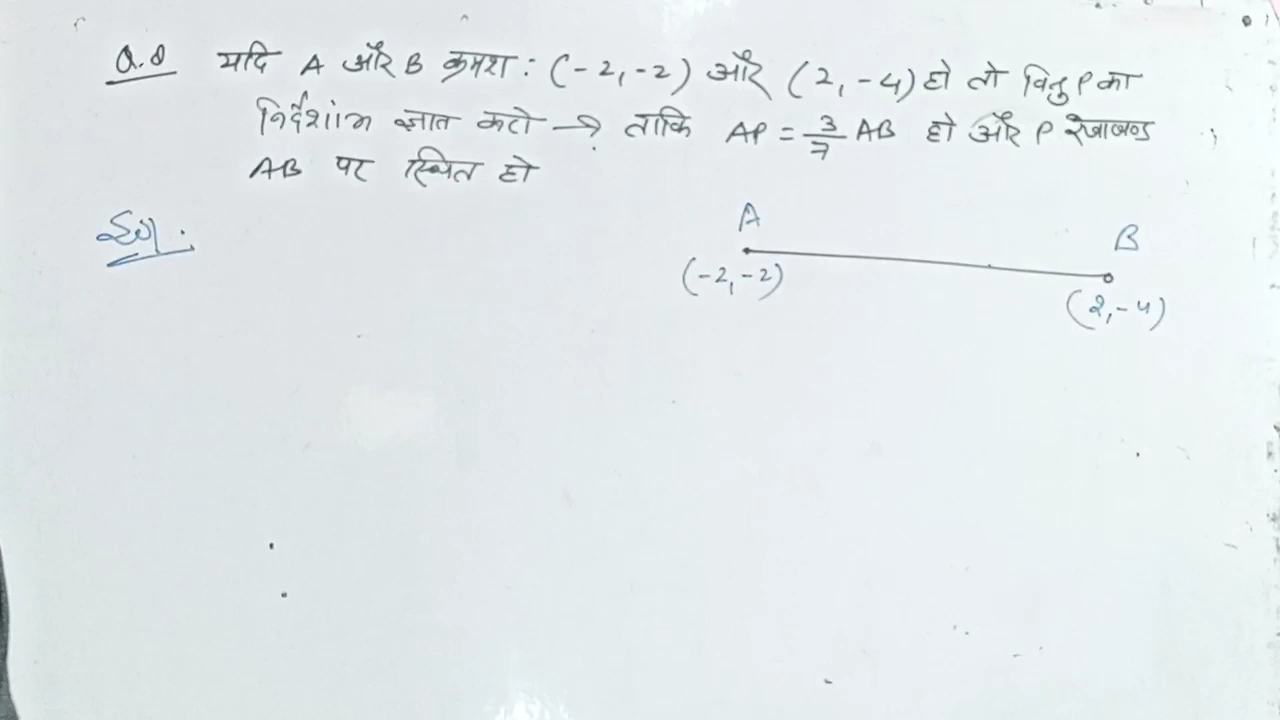 Q.8 यदि A और B क्रमश: (-2,-2) और (2,-4) हो तो बिन्दु P का
निर्देशांक ज्ञात करो → ताकि AP = 3/7 AB हो और P रेखाखण्ड
AB पर स्थित हो
Sol.
A
B
(-2,-2)
(2,-4)